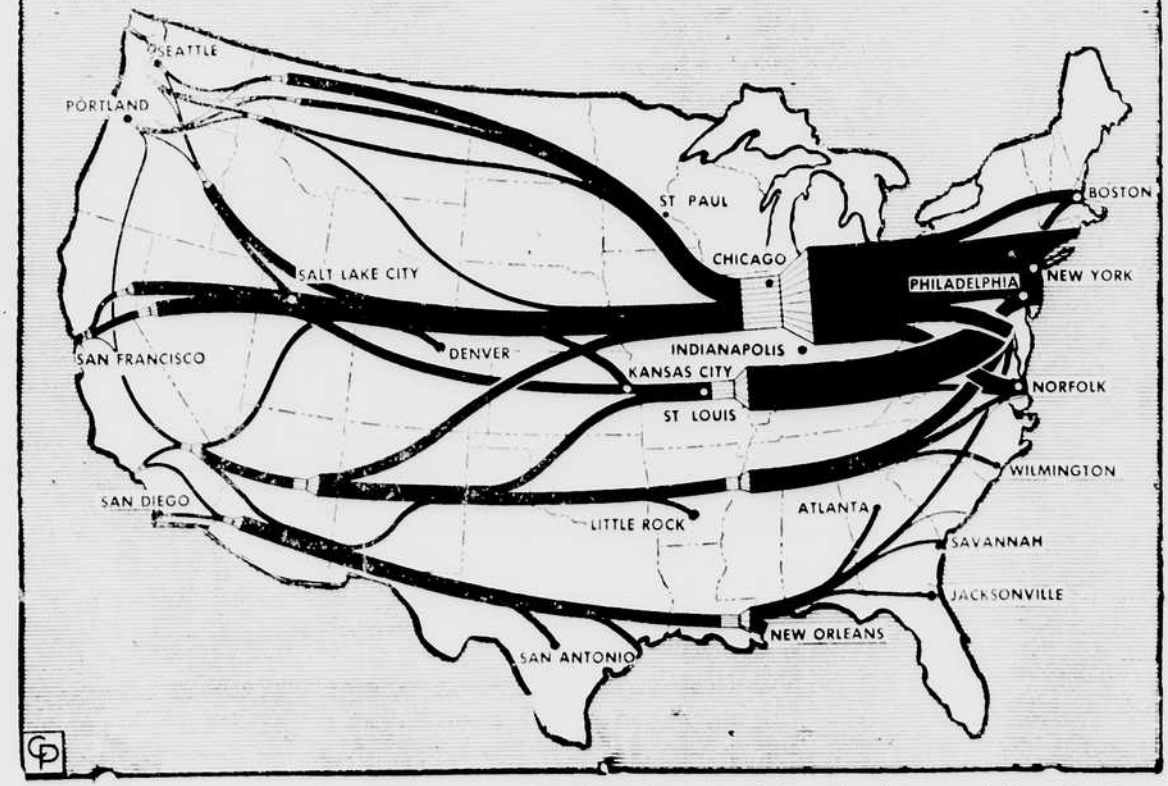 SEATTLE
PORTLAND
BOSTON
ST PAUL
CHICAGO
SALT LAKE CITY
NEW YORK
PHILADELPHIA
SAN FRANCISCO
DENVER
INDIANAPOLIS
KANSAS CITY
NORFOLK
ST LOUIS
WILMINGTON
SAN DIEGO
ATLANTA
LITTLE ROCK
SAVANNAH
JACKSONVILLE
NEW ORLEANS
SAN ANTONIO
CP